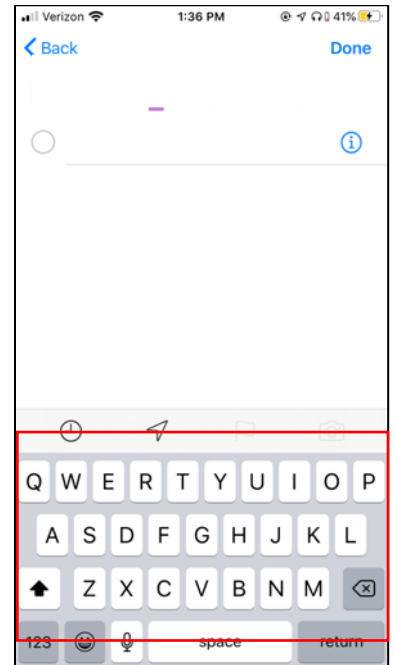 Verizon 1:36 PM 41%
Back Done
Q W E R T Y U I O P
A S D F G H J K L
Z X C V B N M
123 space return